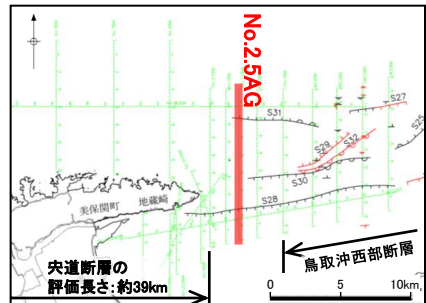 No.2.5AG
S27
S31
S25
S29
S32
S30
S28
美保関町
地蔵崎
鳥取沖西部断層
宍道断層の
評価長さ:約39km
0 5 10km